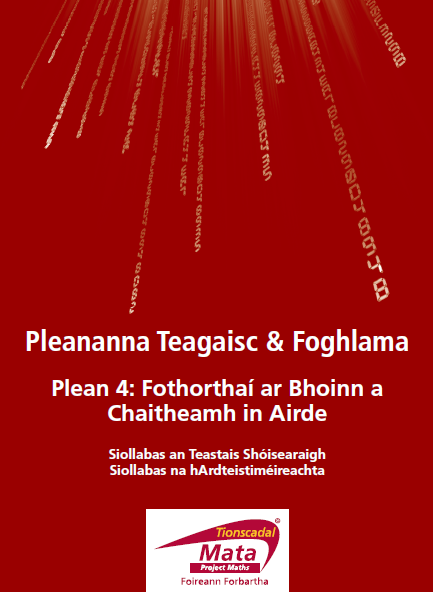 Pleananna Teagaisc & Foghlama
Plean 4: Fothorthaí ar Bhoinn a
Chaitheamh in Airde
Siollabas an Teastais Shóisearaigh
Siollabas na hArdteistiméireachta
Tionscadal
Mata
Project Maths
Foireann Forbartha